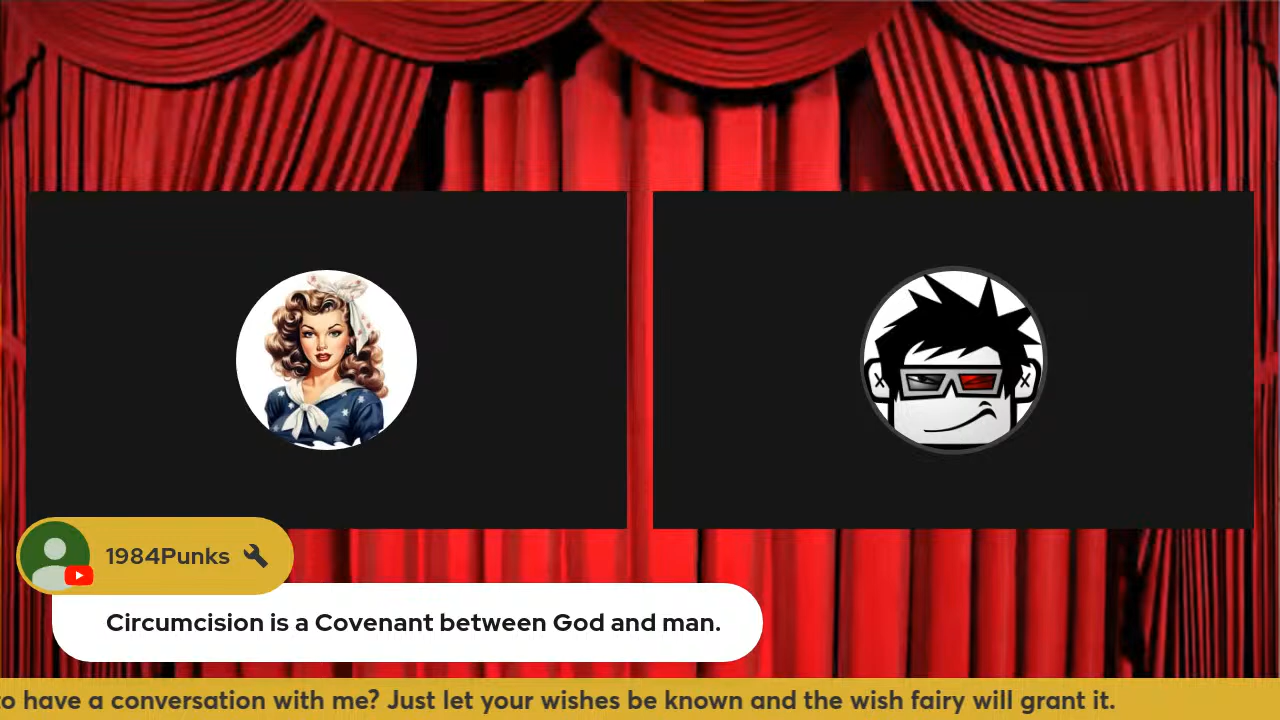 1984Punks
Circumcision is a Covenant between God and man.
to have a conversation with me? Just let your wishes be known and the wish fairy will grant it.